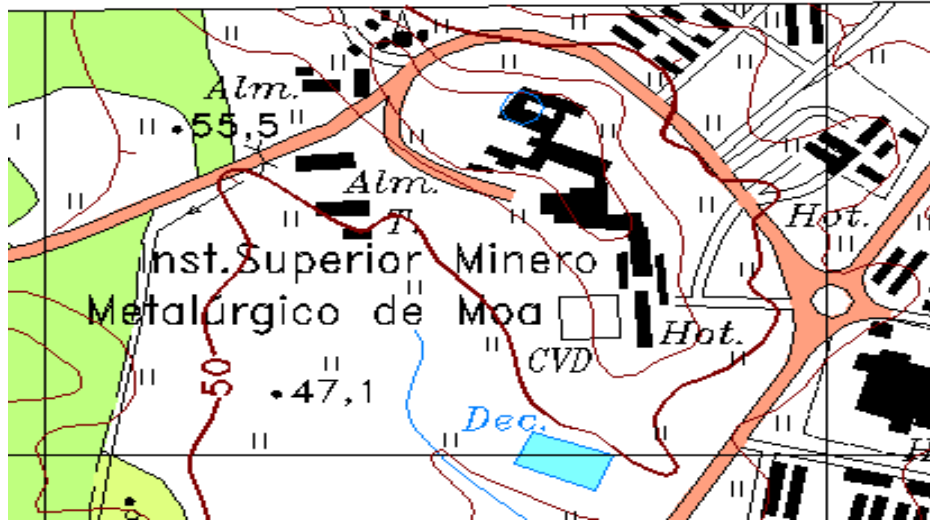 Alm.
55,5
Alm.
T.
Hot.
Inst. Superior Minero
Metalúrgico de Moa
Hot.
CVD
50
47,1
Dec.
H